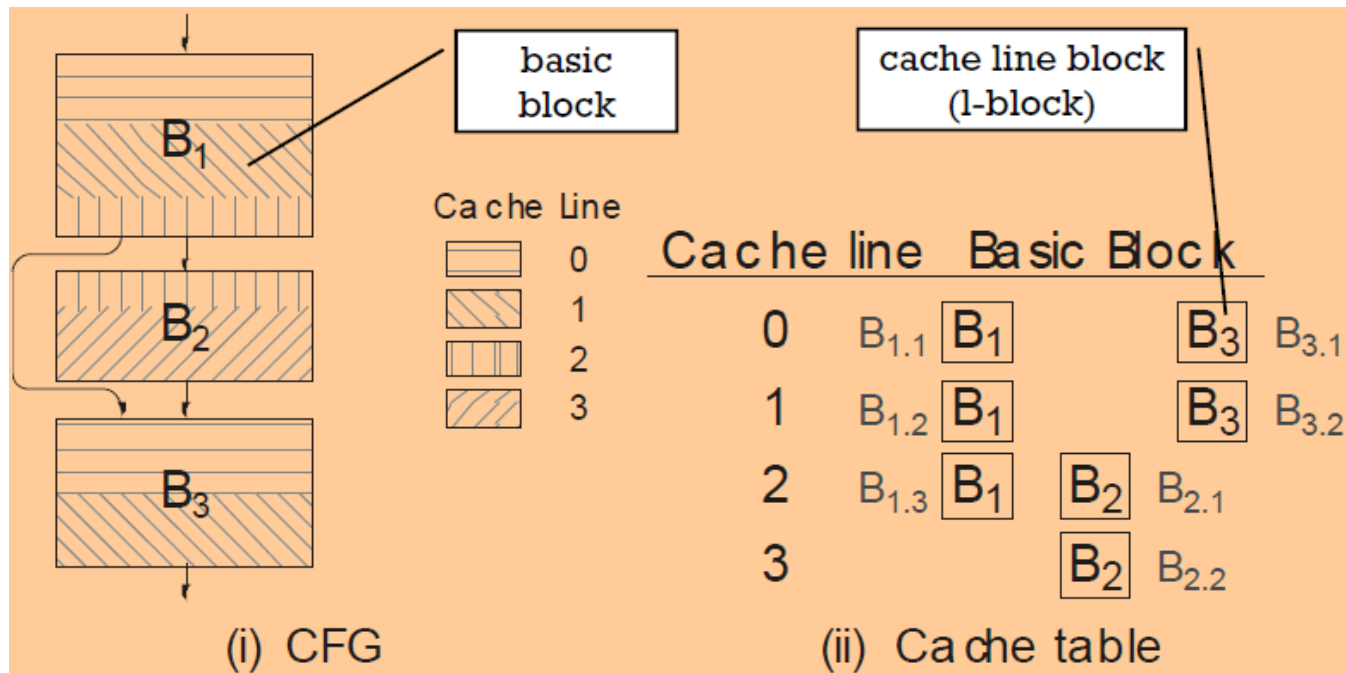 basic
block
cache line block
(l-block)
B1
B2
B3
Cache Line
0
1
2
3
Cache line Basic Block
0 B1.1 B1 B3 B3.1
1 B1.2 B1 B3 B3.2
2 B1.3 B1 B2 B2.1
3 B2 B2.2
(i) CFG
(ii) Cache table